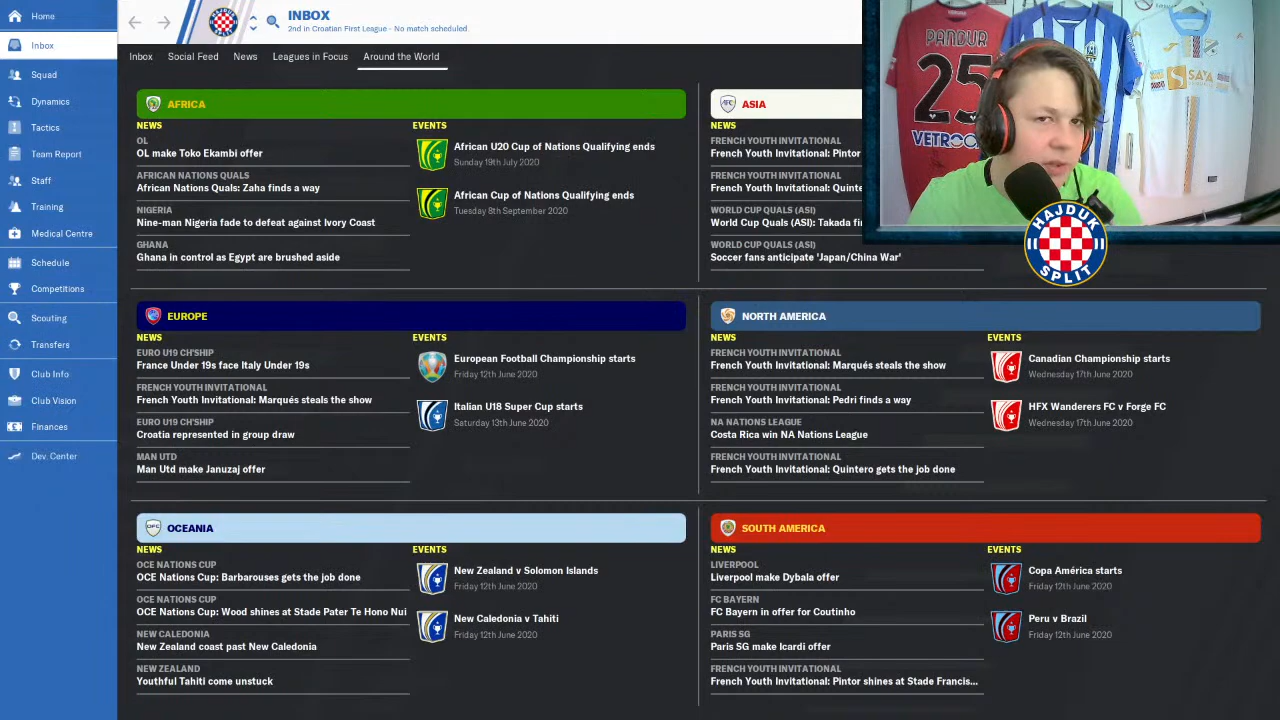 Home
Inbox
Squad
Dynamics
Tactics
Team Report
Staff
Training
Medical Centre
Schedule
Competitions
Scouting
Transfers
Club Info
Club Vision
Finances
Dev. Center
INBOX
2nd in Croatian First League - No match scheduled.
Inbox
Social Feed
News
Leagues in Focus
Around the World
AFRICA
NEWS
OL
OL make Toko Ekambi offer
AFRICAN NATIONS QUALS
African Nations Quals: Zaha finds a way
NIGERIA
Nine-man Nigeria fade to defeat against Ivory Coast
GHANA
Ghana in control as Egypt are brushed aside
EVENTS
African U20 Cup of Nations Qualifying ends
Sunday 19th July 2020
African Cup of Nations Qualifying ends
Tuesday 8th September 2020
ASIA
NEWS
FRENCH YOUTH INVITATIONAL
French Youth Invitational: Pintor
FRENCH YOUTH INVITATIONAL
French Youth Invitational: Quinte
WORLD CUP QUALS (ASI)
World Cup Quals (ASI): Takada fi
WORLD CUP QUALS (ASI)
Soccer fans anticipate 'Japan/China War'
PANDUR
25
VETROC
SAVA
HAJDUK
SPLIT
EUROPE
NEWS
EURO U19 CH'SHIP
France Under 19s face Italy Under 19s
FRENCH YOUTH INVITATIONAL
French Youth Invitational: Marqués steals the show
EURO U19 CH'SHIP
Croatia represented in group draw
MAN UTD
Man Utd make Januzaj offer
EVENTS
European Football Championship starts
Friday 12th June 2020
Italian U18 Super Cup starts
Saturday 13th June 2020
NORTH AMERICA
NEWS
FRENCH YOUTH INVITATIONAL
French Youth Invitational: Marqués steals the show
FRENCH YOUTH INVITATIONAL
French Youth Invitational: Pedri finds a way
NA NATIONS LEAGUE
Costa Rica win NA Nations League
FRENCH YOUTH INVITATIONAL
French Youth Invitational: Quintero gets the job done
EVENTS
Canadian Championship starts
Wednesday 17th June 2020
HFX Wanderers FC v Forge FC
Wednesday 17th June 2020
OCEANIA
NEWS
OCE NATIONS CUP
OCE Nations Cup: Barbarouses gets the job done
OCE NATIONS CUP
OCE Nations Cup: Wood shines at Stade Pater Te Hono Nui
NEW CALEDONIA
New Zealand coast past New Caledonia
NEW ZEALAND
Youthful Tahiti come unstuck
EVENTS
New Zealand v Solomon Islands
Friday 12th June 2020
New Caledonia v Tahiti
Friday 12th June 2020
SOUTH AMERICA
NEWS
LIVERPOOL
Liverpool make Dybala offer
FC BAYERN
FC Bayern in offer for Coutinho
PARIS SG
Paris SG make Icardi offer
FRENCH YOUTH INVITATIONAL
French Youth Invitational: Pintor shines at Stade Francis...
EVENTS
Copa América starts
Friday 12th June 2020
Peru v Brazil
Friday 12th June 2020